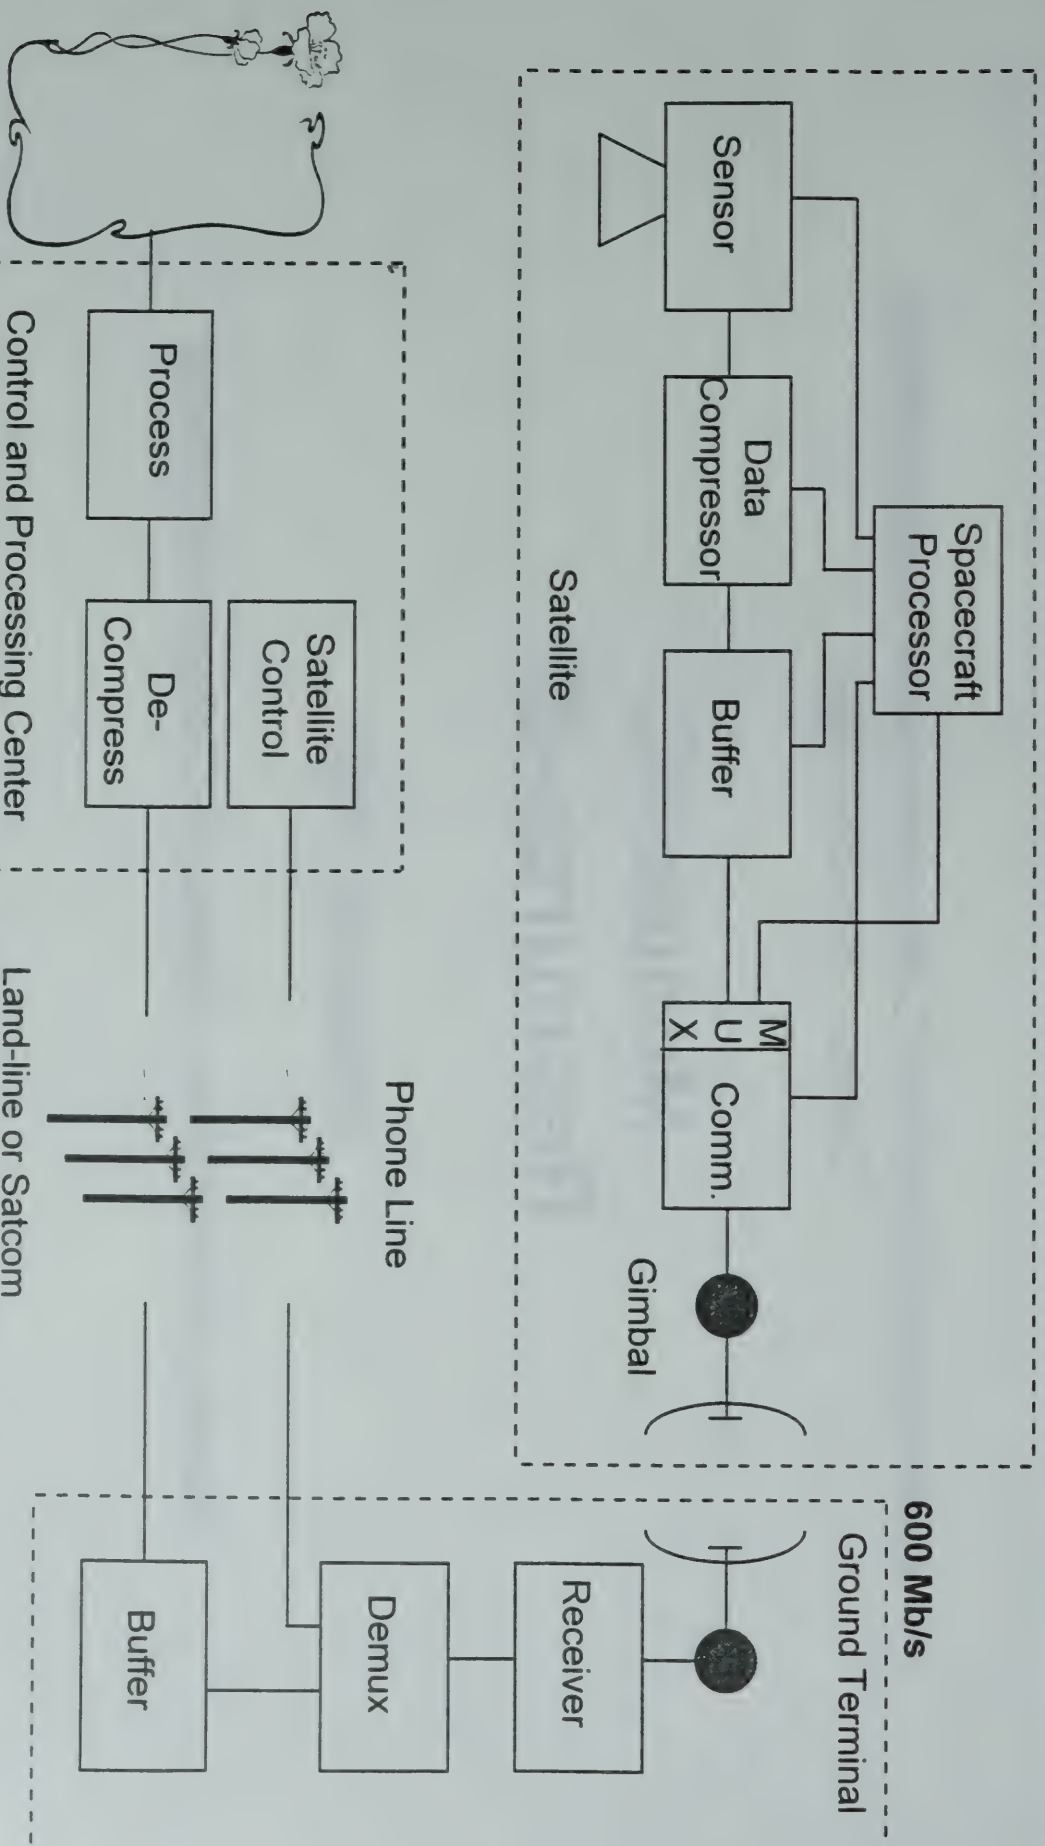 Spacecraft
Processor
Sensor
Data
Compressor
Buffer
M
U
X
Comm.
Gimbal
Satellite
600 Mb/s
Ground Terminal
Receiver
Demux
Buffer
Phone Line
Satellite
Control
De-
Compress
Process
Land-line or Satcom
Control and Processing Center